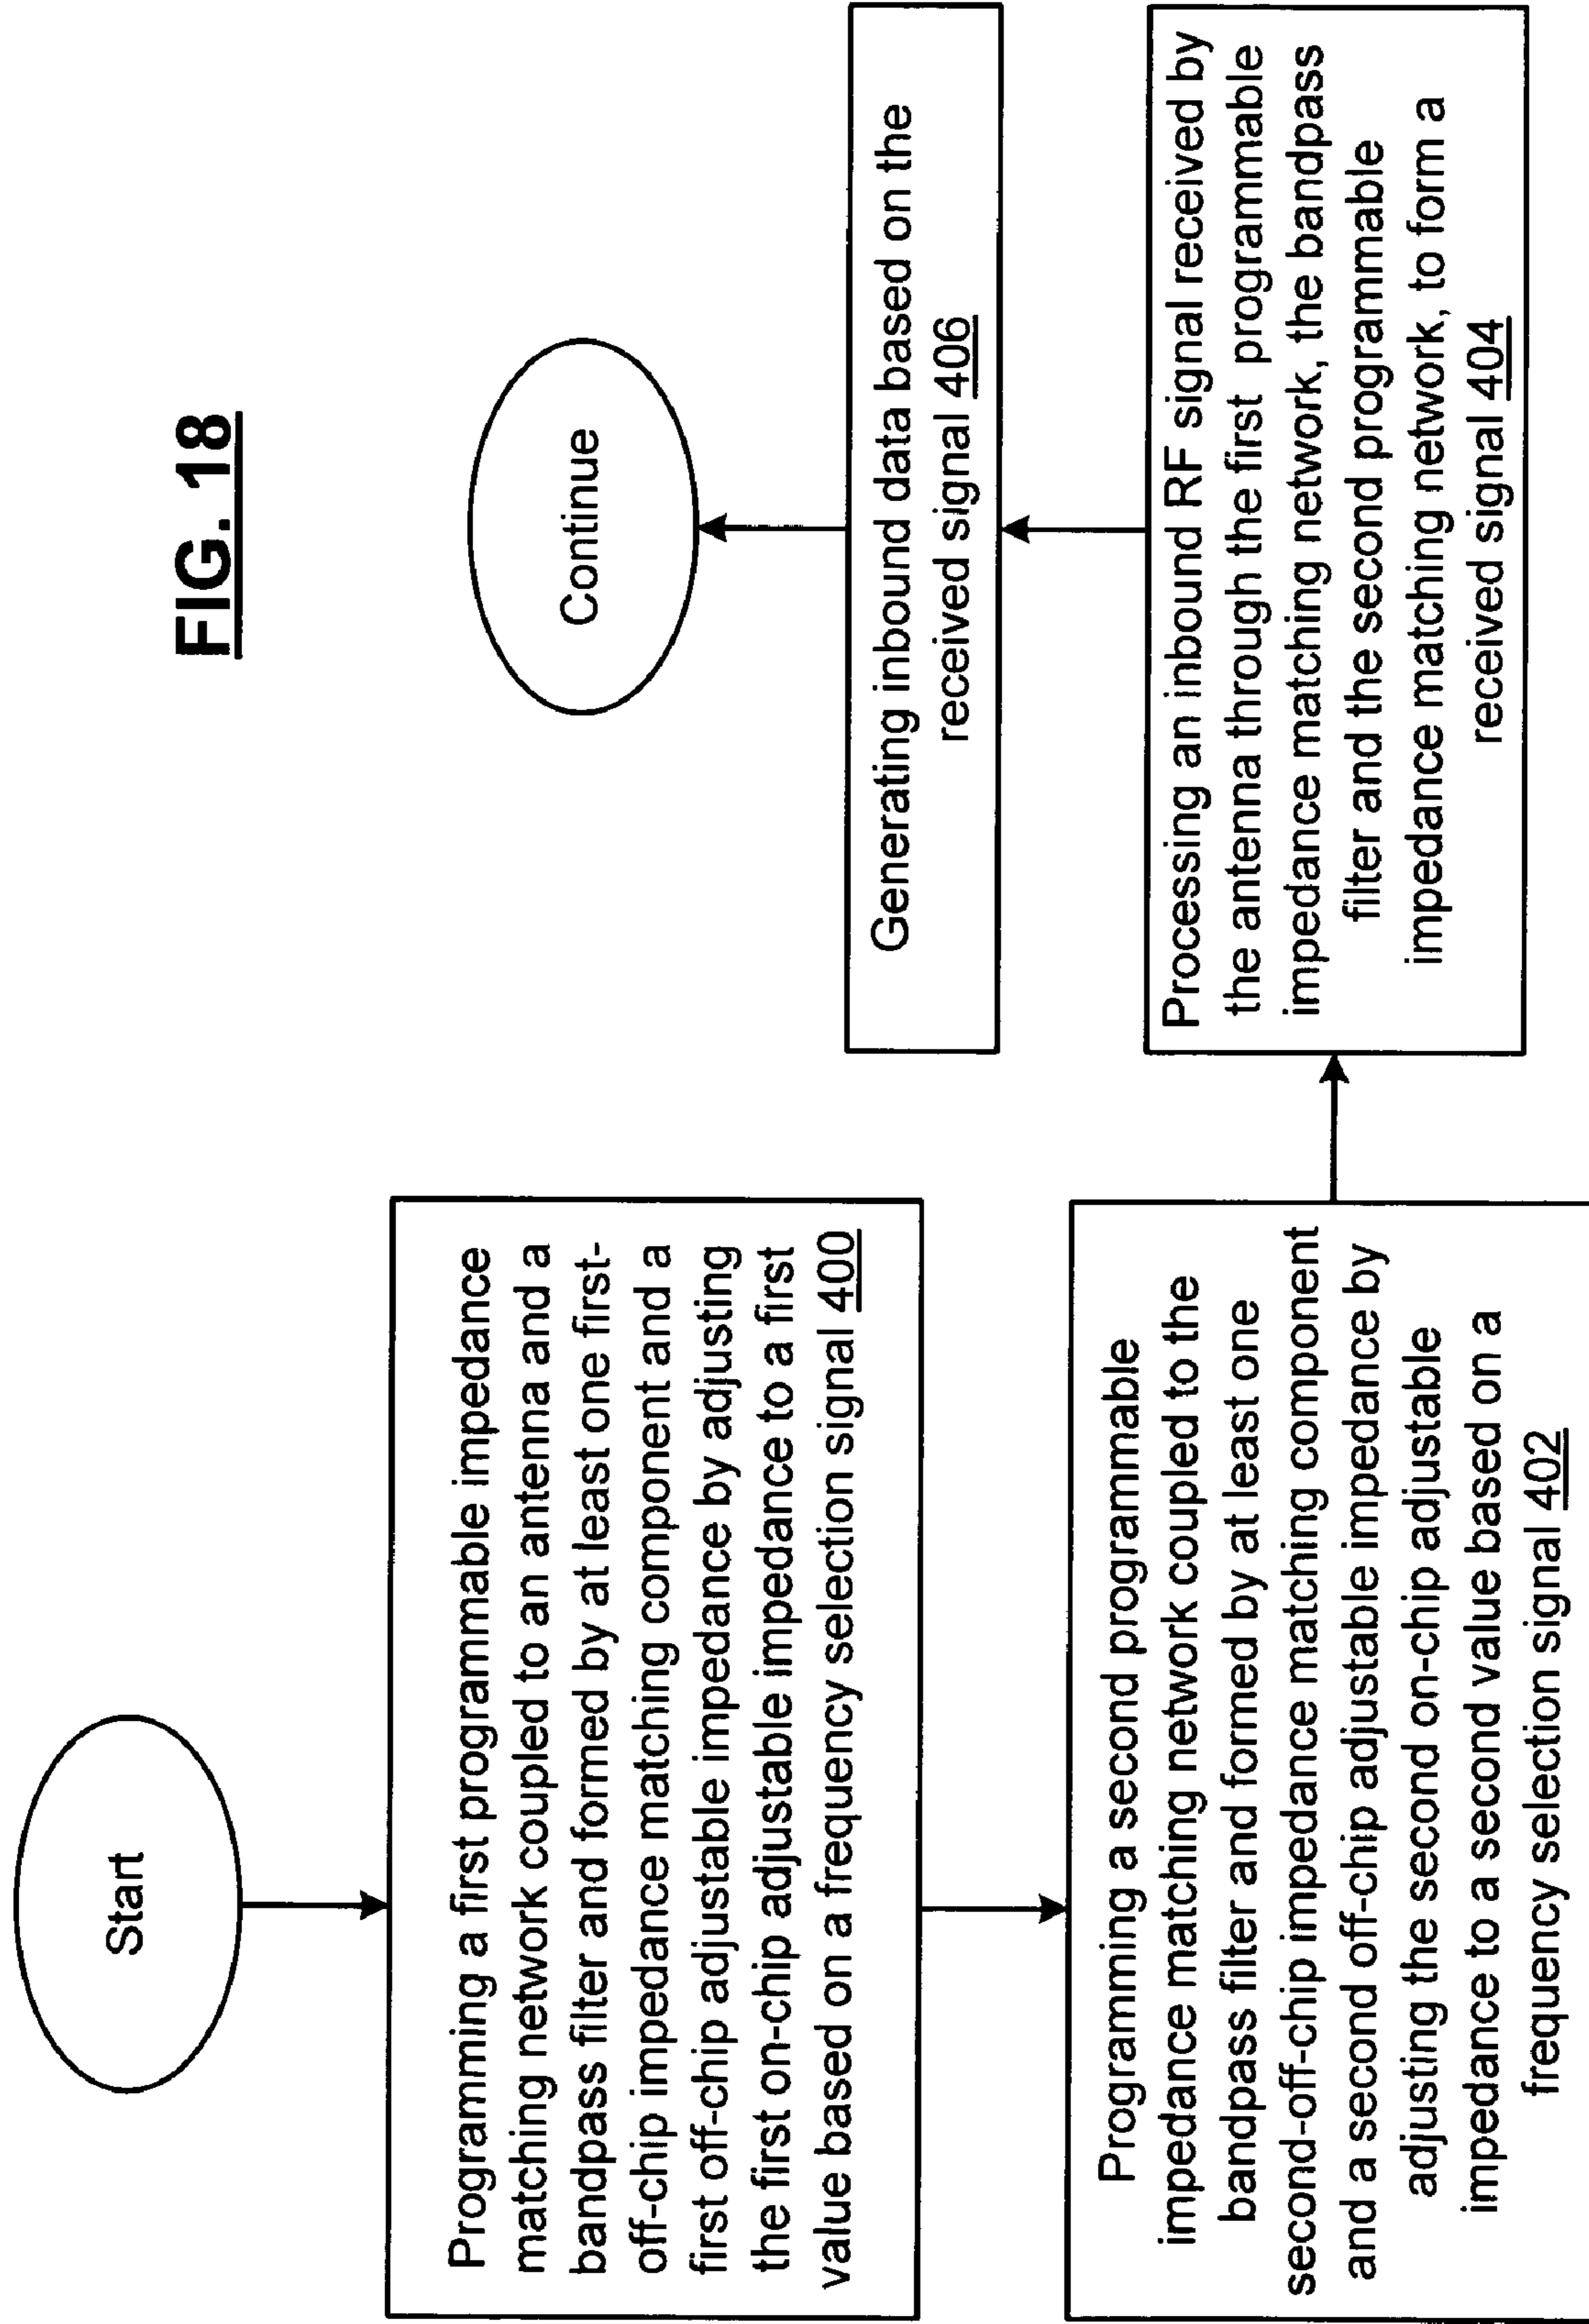 FIG. 18
Start
Programming a first programmable impedance
matching network coupled to an antenna and a
bandpass filter and formed by at least one first-
off-chip impedance matching component and a
first off-chip adjustable impedance by adjusting
the first on-chip adjustable impedance to a first
value based on a frequency selection signal 400
Programming a second programmable
impedance matching network coupled to the
bandpass filter and formed by at least one
second-off-chip impedance matching component
and a second off-chip adjustable impedance by
adjusting the second on-chip adjustable
impedance to a second value based on a
frequency selection signal 402
Processing an inbound RF signal received by
the antenna through the first programmable
impedance matching network, the bandpass
filter and the second programmable
impedance matching network, to form a
received signal 404
Generating inbound data based on the
received signal 406
Continue